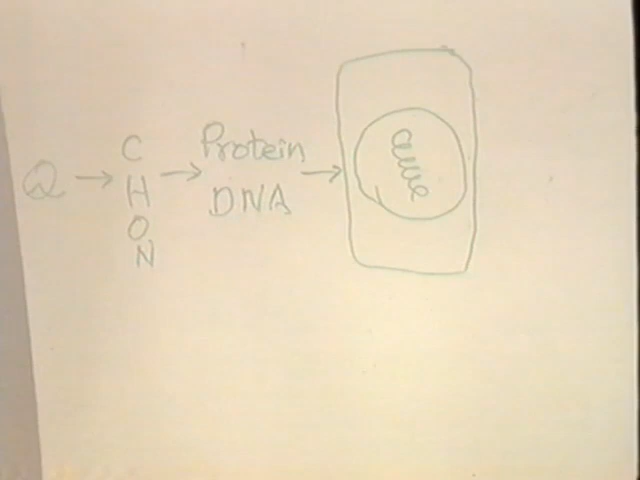 Q → C H O N → Protein DNA →